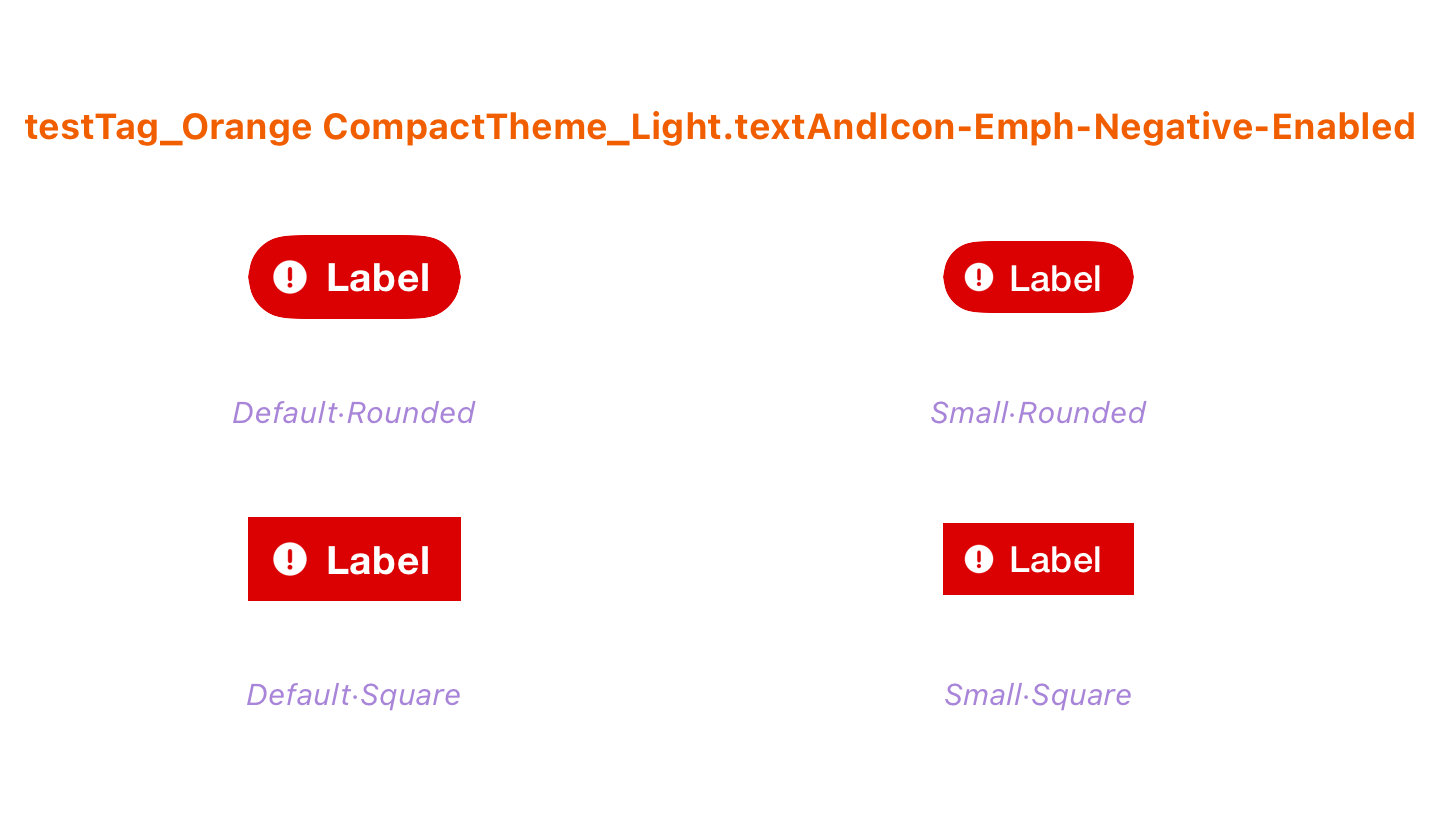 testTag_Orange CompactTheme_Light.textAndIcon-Emph-Negative-Enabled
Label
Label
Default·Rounded
Small·Rounded
Label
Label
Default·Square
Small·Square